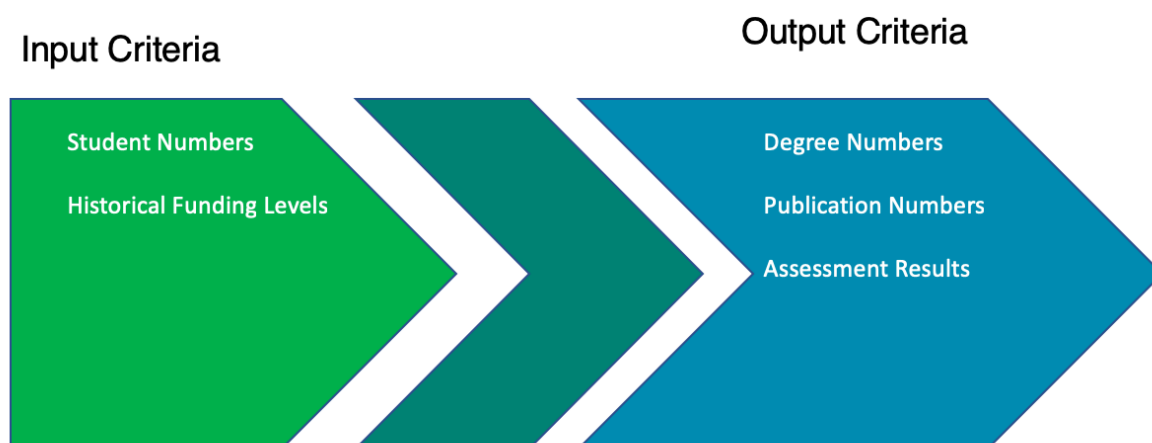 Input Criteria
Output Criteria
Student Numbers
Historical Funding Levels
Degree Numbers
Publication Numbers
Assessment Results